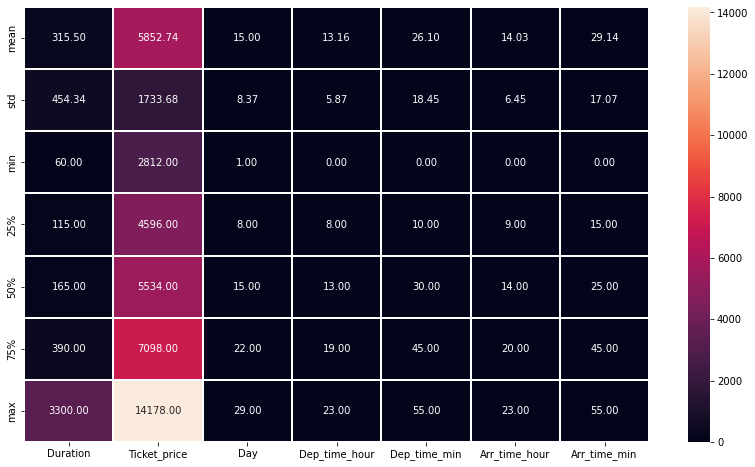 mean 315.50 5852.74 15.00 13.16 26.10 14.03 29.14
std 454.34 1733.68 8.37 5.87 18.45 6.45 17.07
min 60.00 2812.00 1.00 0.00 0.00 0.00 0.00
25% 115.00 4596.00 8.00 8.00 10.00 9.00 15.00
50% 165.00 5534.00 15.00 13.00 30.00 14.00 25.00
75% 390.00 7098.00 22.00 19.00 45.00 20.00 45.00
max 3300.00 14178.00 29.00 23.00 55.00 23.00 55.00
Duration Ticket_price Day Dep_time_hour Dep_time_min Arr_time_hour Arr_time_min
14000
12000
10000
8000
6000
4000
2000
0